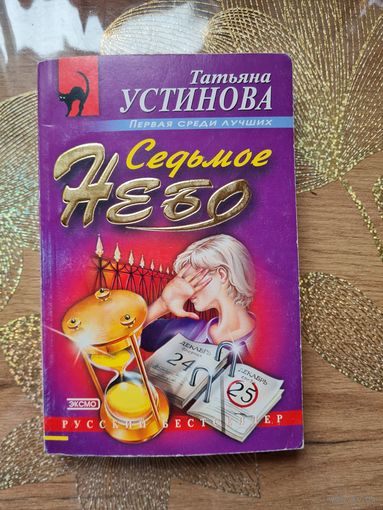 Татьяна
УСТИНОВА
ПЕРВАЯ СРЕДИ ЛУЧШИХ
Седьмое
НЕБО
ДЕКАБРЬ
24
ДЕКАБРЬ
25
ЭКСМО
РУССКИЙ БЕСТСЕЛЛЕР